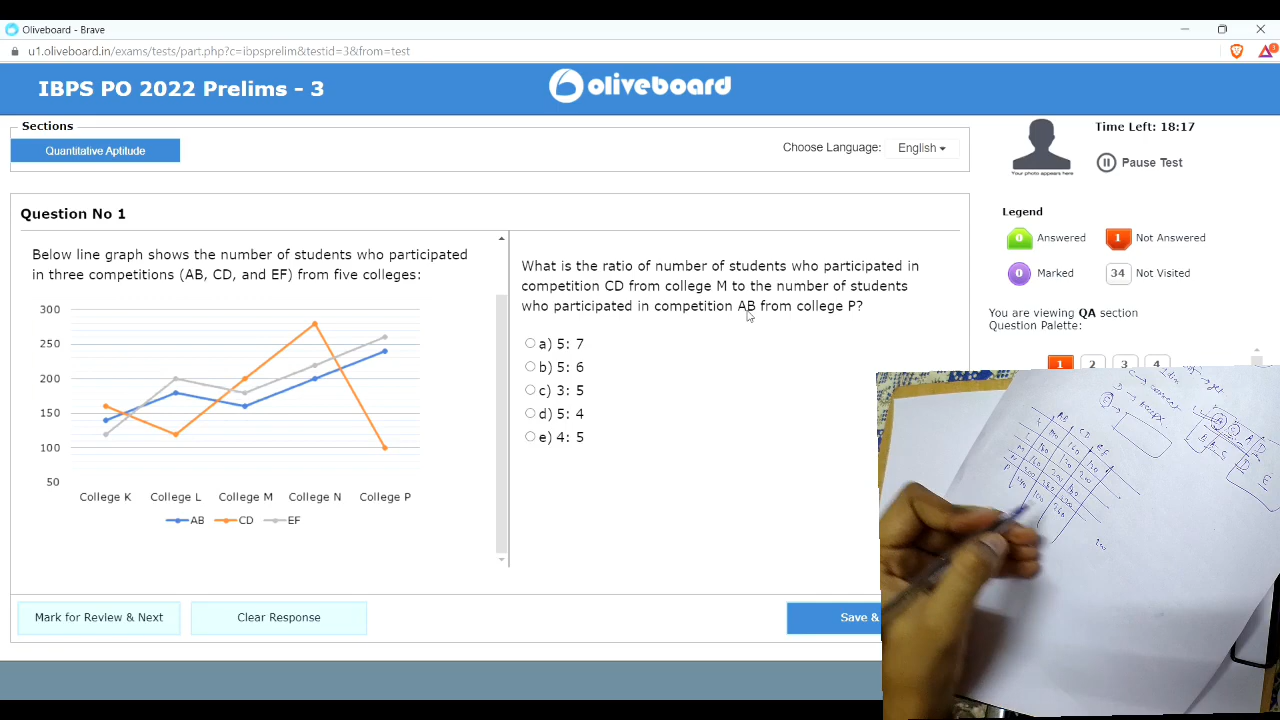 Oliveboard - Brave
u1.oliveboard.in/exams/tests/part.php?c=ibpsprelim&testid=3&from=test
IBPS PO 2022 Prelims - 3
oliveboard
Sections
Quantitative Aptitude
Choose Language:
English
Your photo appears here
Time Left: 18:17
Pause Test
Question No 1
Below line graph shows the number of students who participated
in three competitions (AB, CD, and EF) from five colleges:
300
250
200
150
100
50
College K College L College M College N College P
AB CD EF
What is the ratio of number of students who participated in
competition CD from college M to the number of students
who participated in competition AB from college P?
a) 5: 7
b) 5: 6
c) 3: 5
d) 5: 4
e) 4: 5
Legend
0 Answered
1 Not Answered
0 Marked
34 Not Visited
You are viewing QA section
Question Palette:
1 2 3 4
Mark for Review & Next
Clear Response
Save &